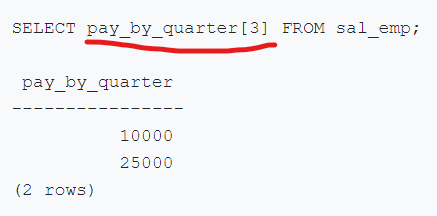 SELECT pay_by_quarter[3] FROM sal_emp;
pay_by_quarter
----------------
10000
25000
(2 rows)